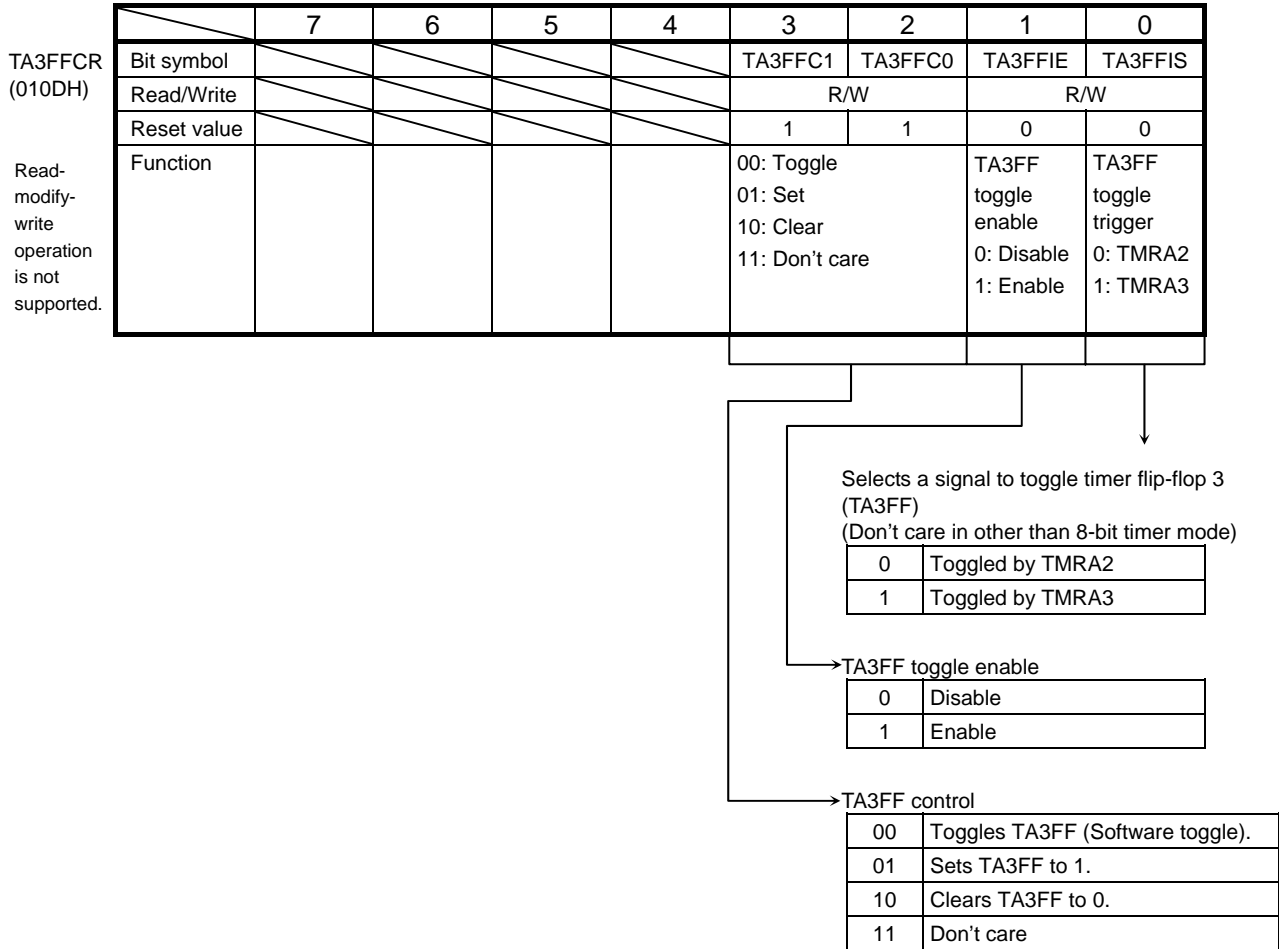 7 6 5 4 3 2 1 0
TA3FFCR
(010DH)
Bit symbol TA3FFC1 TA3FFC0 TA3FFIE TA3FFIS
Read/Write R/W R/W
Reset value 1 1 0 0
Read-
modify-
write
operation
is not
supported.
Function
00: Toggle
01: Set
10: Clear
11: Don't care
TA3FF
toggle
enable
0: Disable
1: Enable
TA3FF
toggle
trigger
0: TMRA2
1: TMRA3
Selects a signal to toggle timer flip-flop 3
(TA3FF)
(Don't care in other than 8-bit timer mode)
0 Toggled by TMRA2
1 Toggled by TMRA3
TA3FF toggle enable
0 Disable
1 Enable
TA3FF control
00 Toggles TA3FF (Software toggle).
01 Sets TA3FF to 1.
10 Clears TA3FF to 0.
11 Don't care